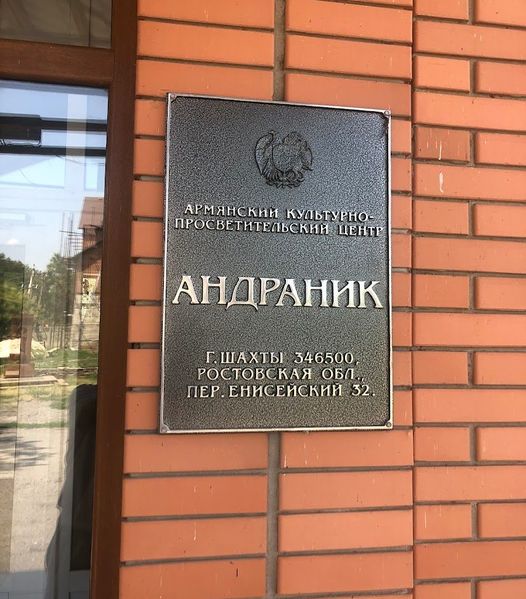 АРМЯНСКИЙ КУЛЬТУРНО-
ПРОСВЕТИТЕЛЬСКИЙ ЦЕНТР
АНДРАНИК
Г. ШАХТЫ 346500,
РОСТОВСКАЯ ОБЛ.,
ПЕР. ЕНИСЕЙСКИЙ 32.